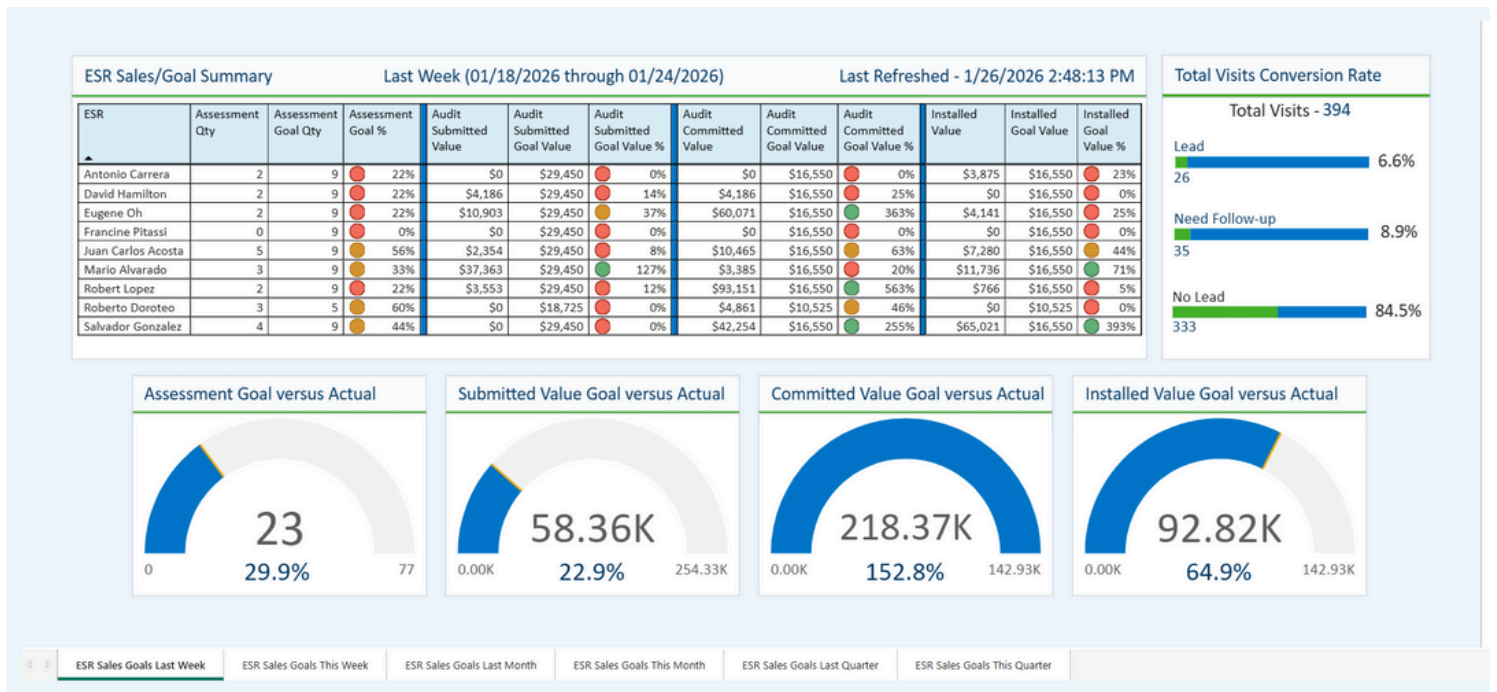 ESR Sales/Goal Summary Last Week (01/18/2026 through 01/24/2026) Last Refreshed - 1/26/2026 2:48:13 PM
ESR Assessment Qty Assessment Goal Qty Assessment Goal % Audit Submitted Value Audit Submitted Goal Value Audit Submitted Goal Value % Audit Committed Value Audit Committed Goal Value Audit Committed Goal Value % Installed Value Installed Goal Value Installed Goal Value %
Antonio Carrera 2 9 22% $0 $29,450 0% $0 $16,550 0% $3,875 $16,550 23%
David Hamilton 2 9 22% $4,186 $29,450 14% $4,186 $16,550 25% $0 $16,550 0%
Eugene Oh 2 9 22% $10,903 $29,450 37% $60,071 $16,550 363% $4,141 $16,550 25%
Francine Pitassi 0 9 0% $0 $29,450 0% $0 $16,550 0% $0 $16,550 0%
Juan Carlos Acosta 5 9 56% $2,354 $29,450 8% $10,465 $16,550 63% $7,280 $16,550 44%
Mario Alvarado 3 9 33% $37,363 $29,450 127% $3,385 $16,550 20% $11,736 $16,550 71%
Robert Lopez 2 9 22% $3,553 $29,450 12% $93,151 $16,550 563% $766 $16,550 5%
Roberto Doroteo 3 5 60% $0 $18,725 0% $4,861 $10,525 46% $0 $10,525 0%
Salvador Gonzalez 4 9 44% $0 $29,450 0% $42,254 $16,550 255% $65,021 $16,550 393%
Total Visits Conversion Rate
Total Visits - 394
Lead
6.6%
26
Need Follow-up
8.9%
35
No Lead
84.5%
333
Assessment Goal versus Actual
23
0 29.9% 77
Submitted Value Goal versus Actual
58.36K
0.00K 22.9% 254.33K
Committed Value Goal versus Actual
218.37K
0.00K 152.8% 142.93K
Installed Value Goal versus Actual
92.82K
0.00K 64.9% 142.93K
ESR Sales Goals Last Week ESR Sales Goals This Week ESR Sales Goals Last Month ESR Sales Goals This Month ESR Sales Goals Last Quarter ESR Sales Goals This Quarter